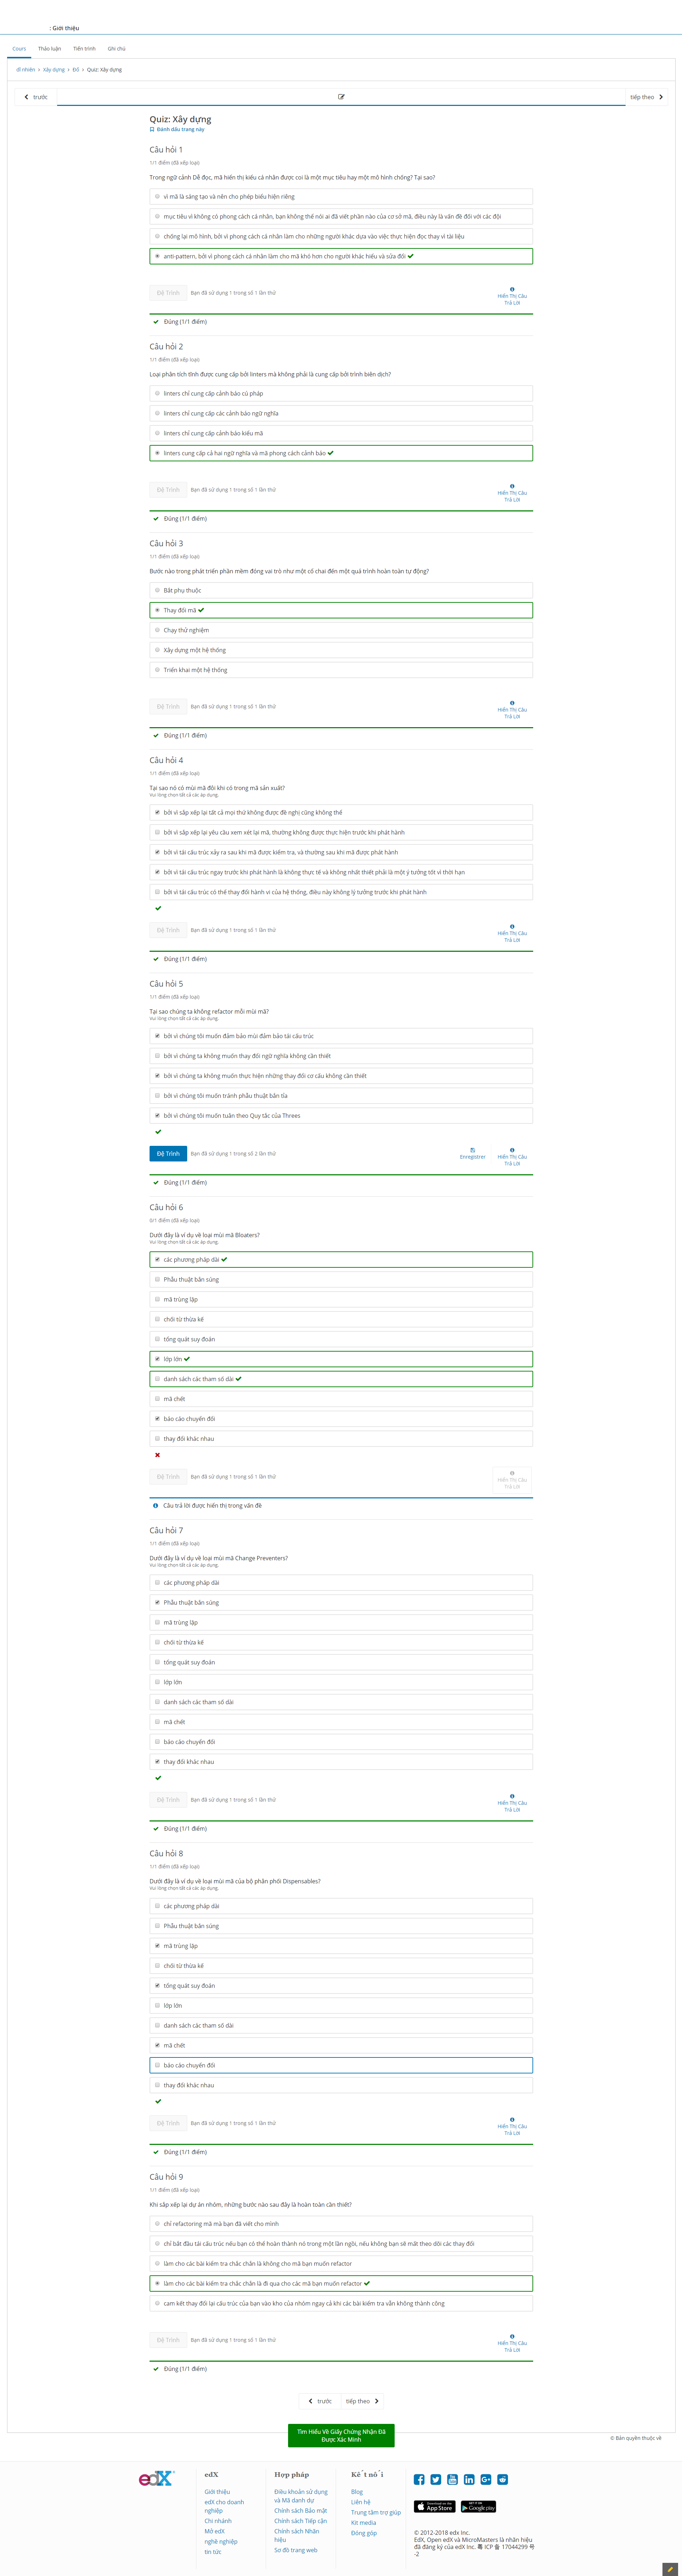 : Giới thiệu
Cours
Thảo luận
Tiến trình
Ghi chú
dĩ nhiên > Xây dựng > Đố > Quiz: Xây dựng
trước
tiếp theo
Quiz: Xây dựng
Đánh dấu trang này
Câu hỏi 1
1/1 điểm (đã xếp loại)
Trong ngữ cảnh Dễ đọc, mã hiển thị kiểu cá nhân được coi là một mục tiêu hay một mô hình chống? Tại sao?
vì mã là sáng tạo và nên cho phép biểu hiện riêng
mục tiêu vì không có phong cách cá nhân, bạn không thể nói ai đã viết phần nào của cơ sở mã, điều này là vấn đề đối với các đội
chống lại mô hình, bởi vì phong cách cá nhân làm cho những người khác dựa vào việc thực hiện đọc thay vì tài liệu
anti-pattern, bởi vì phong cách cá nhân làm cho mã khó hơn cho người khác hiểu và sửa đổi
Đệ Trình
Bạn đã sử dụng 1 trong số 1 lần thử
Hiển Thị Câu
Trả Lời
Đúng (1/1 điểm)
Câu hỏi 2
1/1 điểm (đã xếp loại)
Loại phân tích tĩnh được cung cấp bởi linters mà không phải là cung cấp bởi trình biên dịch?
linters chỉ cung cấp cảnh báo cú pháp
linters chỉ cung cấp các cảnh báo ngữ nghĩa
linters chỉ cung cấp cảnh báo kiểu mã
linters cung cấp cả hai ngữ nghĩa và mã phong cách cảnh báo
Đệ Trình
Bạn đã sử dụng 1 trong số 1 lần thử
Hiển Thị Câu
Trả Lời
Đúng (1/1 điểm)
Câu hỏi 3
1/1 điểm (đã xếp loại)
Bước nào trong phát triển phần mềm đóng vai trò như một cổ chai đến một quá trình hoàn toàn tự động?
Bắt phụ thuộc
Thay đổi mã
Chạy thử nghiệm
Xây dựng một hệ thống
Triển khai một hệ thống
Đệ Trình
Bạn đã sử dụng 1 trong số 1 lần thử
Hiển Thị Câu
Trả Lời
Đúng (1/1 điểm)
Câu hỏi 4
1/1 điểm (đã xếp loại)
Tại sao nó có mùi mã đôi khi có trong mã sản xuất?
Vui lòng chọn tất cả các áp dụng.
bởi vì sắp xếp lại tất cả mọi thứ không được đề nghị cũng không thể
bởi vì sắp xếp lại yêu cầu xem xét lại mã, thường không được thực hiện trước khi phát hành
bởi vì tái cấu trúc xảy ra sau khi mã được kiểm tra, và thường sau khi mã được phát hành
bởi vì tái cấu trúc ngay trước khi phát hành là không thực tế và không nhất thiết phải là một ý tưởng tốt vì thời hạn
bởi vì tái cấu trúc có thể thay đổi hành vi của hệ thống, điều này không lý tưởng trước khi phát hành
Đệ Trình
Bạn đã sử dụng 1 trong số 1 lần thử
Hiển Thị Câu
Trả Lời
Đúng (1/1 điểm)
Câu hỏi 5
1/1 điểm (đã xếp loại)
Tại sao chúng ta không refactor mỗi mùi mã?
Vui lòng chọn tất cả các áp dụng.
bởi vì chúng tôi muốn đảm bảo mùi đảm bảo tái cấu trúc
bởi vì chúng ta không muốn thay đổi ngữ nghĩa không cần thiết
bởi vì chúng ta không muốn thực hiện những thay đổi cơ cấu không cần thiết
bởi vì chúng tôi muốn tránh phẫu thuật bắn tỉa
bởi vì chúng tôi muốn tuân theo Quy tắc của Threes
Đệ Trình
Bạn đã sử dụng 1 trong số 2 lần thử
Enregistrer
Hiển Thị Câu
Trả Lời
Đúng (1/1 điểm)
Câu hỏi 6
0/1 điểm (đã xếp loại)
Dưới đây là ví dụ về loại mùi mã Bloaters?
Vui lòng chọn tất cả các áp dụng.
các phương pháp dài
Phẫu thuật bắn súng
mã trùng lặp
chối từ thừa kế
tổng quát suy đoán
lớp lớn
danh sách các tham số dài
mã chết
báo cáo chuyển đổi
thay đổi khác nhau
Đệ Trình
Bạn đã sử dụng 1 trong số 1 lần thử
Hiển Thị Câu
Trả Lời
Câu trả lời được hiển thị trong vấn đề
Câu hỏi 7
1/1 điểm (đã xếp loại)
Dưới đây là ví dụ về loại mùi mã Change Preventers?
Vui lòng chọn tất cả các áp dụng.
các phương pháp dài
Phẫu thuật bắn súng
mã trùng lặp
chối từ thừa kế
tổng quát suy đoán
lớp lớn
danh sách các tham số dài
mã chết
báo cáo chuyển đổi
thay đổi khác nhau
Đệ Trình
Bạn đã sử dụng 1 trong số 1 lần thử
Hiển Thị Câu
Trả Lời
Đúng (1/1 điểm)
Câu hỏi 8
1/1 điểm (đã xếp loại)
Dưới đây là ví dụ về loại mùi mã của bộ phân phối Dispensables?
Vui lòng chọn tất cả các áp dụng.
các phương pháp dài
Phẫu thuật bắn súng
mã trùng lặp
chối từ thừa kế
tổng quát suy đoán
lớp lớn
danh sách các tham số dài
mã chết
báo cáo chuyển đổi
thay đổi khác nhau
Đệ Trình
Bạn đã sử dụng 1 trong số 1 lần thử
Hiển Thị Câu
Trả Lời
Đúng (1/1 điểm)
Câu hỏi 9
1/1 điểm (đã xếp loại)
Khi sắp xếp lại dự án nhóm, những bước nào sau đây là hoàn toàn cần thiết?
chỉ refactoring mã mà bạn đã viết cho mình
chỉ bắt đầu tái cấu trúc nếu bạn có thể hoàn thành nó trong một lần ngồi, nếu không bạn sẽ mất theo dõi các thay đổi
làm cho các bài kiểm tra chắc chắn là không cho mã bạn muốn refactor
làm cho các bài kiểm tra chắc chắn là đi qua cho các mã bạn muốn refactor
cam kết thay đổi lại cấu trúc của bạn vào kho của nhóm ngay cả khi các bài kiểm tra vẫn không thành công
Đệ Trình
Bạn đã sử dụng 1 trong số 1 lần thử
Hiển Thị Câu
Trả Lời
Đúng (1/1 điểm)
trước
tiếp theo
Tìm Hiểu Về Giấy Chứng Nhận Đã
Được Xác Minh
© Bản quyền thuộc về
edX
edX
Giới thiệu
edX cho doanh
nghiệp
Chi nhánh
Mở edX
nghề nghiệp
tin tức
Hợp pháp
Điều khoản sử dụng
và Mã danh dự
Chính sách Bảo mật
Chính sách Tiếp cận
Chính sách Nhãn
hiệu
Sơ đồ trang web
Kết nối
Blog
Liên hệ
Trung tâm trợ giúp
Kit media
Đóng góp
Download on the App Store
GET IT ON Google play
© 2012-2018 edx Inc.
EdX, Open edX và MicroMasters là nhãn hiệu
đã đăng ký của edX Inc. 粤 ICP 备 17044299 号
-2